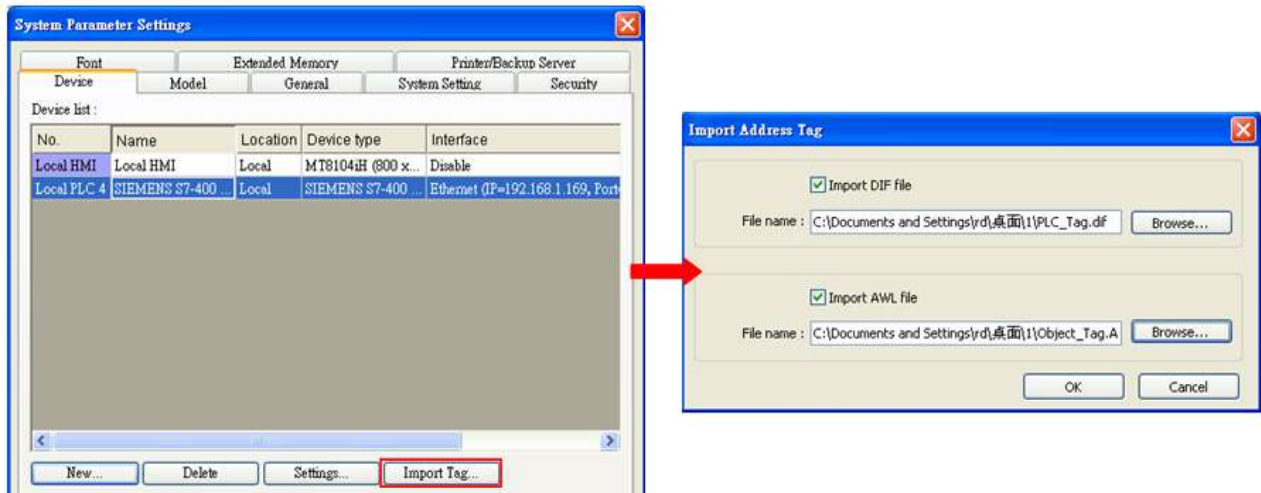 System Parameter Settings
Font Extended Memory Printer/Backup Server
Device Model General System Setting Security
Device list :
No. Name Location Device type Interface
Local HMI Local HMI Local MT8104iH (800 x... Disable
Local PLC 4 SIEMENS S7-400 ... Local SIEMENS S7-400 ... Ethernet (IP=192.168.1.169, Port
New... Delete Settings... Import Tag...
Import Address Tag
Import DIF file
File name : C:\Documents and Settings\rd\桌面\1\PLC_Tag.dif Browse...
Import AWL file
File name : C:\Documents and Settings\rd\桌面\1\Object_Tag.A Browse...
OK Cancel